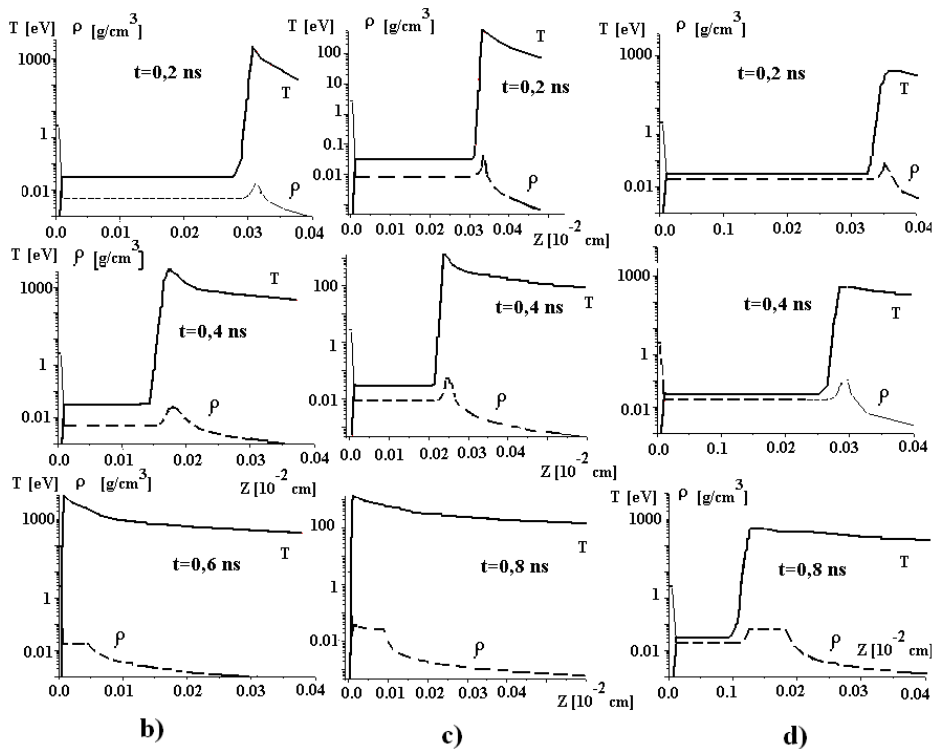 T [eV] ρ [g/cm³]
1000
1
0.01
t=0,2 ns
T
ρ
0.0 0.01 0.02 0.03 0.04
T [eV] ρ [g/cm³]
100
10
1
0.1
0.01
t=0,2 ns
T
ρ
0.0 0.01 0.02 0.03 0.04
Z [10⁻² cm]
T [eV] ρ [g/cm³]
1000
1
0.01
t=0,2 ns
T
ρ
0.0 0.01 0.02 0.03 0.04
T [eV] ρ [g/cm³]
1000
1
0.01
t=0,4 ns
T
ρ
0.0 0.01 0.02 0.03 0.04
Z [10⁻² cm]
100
1
0.01
t=0,4 ns
T
ρ
0.0 0.01 0.02 0.03 0.04
Z [10⁻² cm]
T [eV] ρ [g/cm³]
1000
1
0.01
t=0,4 ns
T
ρ
0.0 0.01 0.02 0.03 0.04
T [eV] ρ [g/cm³]
1000
1
0.01
t=0,6 ns
T
ρ
0.0 0.01 0.02 0.03 0.04
100
1
0.01
t=0,8 ns
T
ρ
0.0 0.01 0.02 0.03 0.04
Z [10⁻² cm]
T [eV] ρ [g/cm³]
1000
1
0.01
t=0,8 ns
T
ρ
Z [10⁻² cm]
0.0 0.1 0.02 0.03 0.04
b)
c)
d)